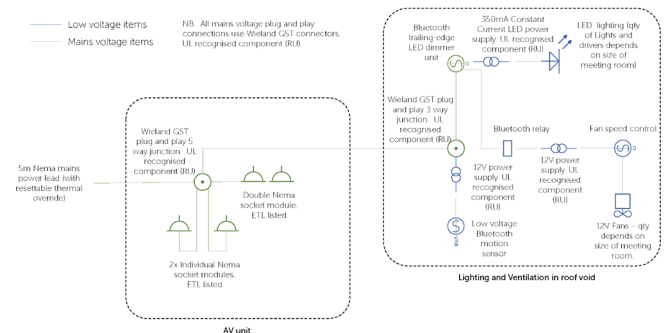 Low voltage items
Mains voltage items
NB. All mains voltage plug and play
connections use Wieland GST connectors.
UL recognised component (RU)
Bluetooth
trailing-edge
LED dimmer
unit
350mA Constant
Current LED power
supply. UL recognised
component (RU)
LED lighting (qty
of Lights and
drivers depends
on size of
meeting room)
Wieland GST
plug and play 5
way junction. UL
recognised
component (RU)
Wieland GST plug
and play 3 way
junction. UL
recognised
component (RU)
Bluetooth relay
Fan speed control
5m Nema mains
power lead (with
resettable thermal
override)
Double Nema
socket module.
ETL listed
12V power
supply. UL
recognised
component
(RU)
12V power
supply. UL
recognised
component
(RU)
Low voltage
Bluetooth
motion
sensor
12V Fans – qty
depends on
size of meeting
room.
2x Individual Nema
socket modules.
ETL listed
Lighting and Ventilation in roof void
AV unit